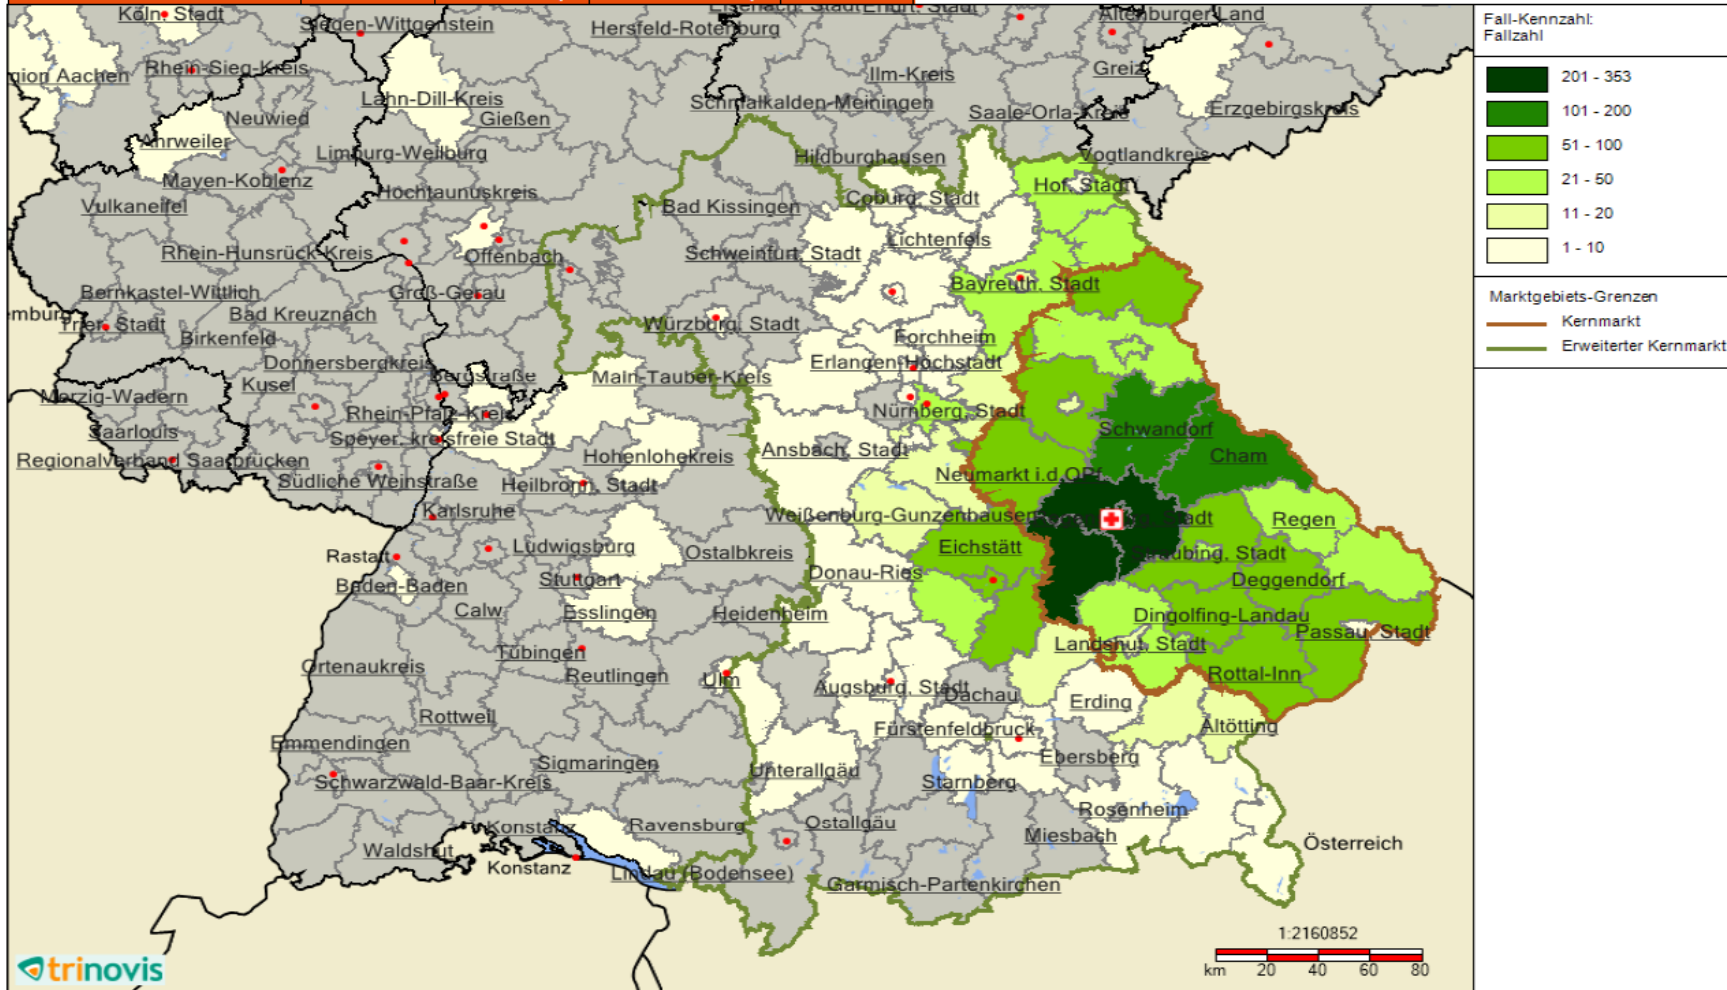 Köln, Stadt
Siegen-Wittgenstein
Hersfeld-Rotenburg
Eisenach, Stadt
Erfurt, Stadt
Altenburger Land
gion Aachen
Rhein-Sieg-Kreis
Ilm-Kreis
Greiz
Lahn-Dill-Kreis
Neuwied
Gießen
Schmalkalden-Meiningen
Saale-Orla-Kreis
Erzgebirgskreis
Ahrweiler
Limburg-Weilburg
Hildburghausen
Vogtlandkreis
Mayen-Koblenz
Hochtaunuskreis
Hof, Stadt
Vulkaneifel
Bad Kissingen
Coburg, Stadt
Rhein-Hunsrück-Kreis
Offenbach
Schweinfurt, Stadt
Lichtenfels
Bernkastel-Wittlich
Groß-Gerau
Bayreuth, Stadt
emburg
Trier, Stadt
Bad Kreuznach
Würzburg, Stadt
Birkenfeld
Forchheim
Donnersbergkreis
Erlangen-Höchstadt
Kusel
Bergstraße
Main-Tauber-Kreis
Merzig-Wadern
Rhein-Pfalz-Kreis
Nürnberg, Stadt
Saarlouis
Speyer, kreisfreie Stadt
Schwandorf
Regionalverband Saarbrücken
Hohenlohekreis
Ansbach, Stadt
Cham
Südliche Weinstraße
Heilbronn, Stadt
Neumarkt i.d.OPf.
Karlsruhe
Weißenburg-Gunzenhausen
Stadt
Regen
Rastatt
Ludwigsburg
Ostalbkreis
Eichstätt
Straubing, Stadt
Baden-Baden
Stuttgart
Donau-Ries
Deggendorf
Calw
Esslingen
Heidenheim
Dingolfing-Landau
Passau, Stadt
Tübingen
Landshut, Stadt
Ortenaukreis
Reutlingen
Ulm
Augsburg, Stadt
Dachau
Rottal-Inn
Rottweil
Erding
Emmendingen
Fürstenfeldbruck
Altötting
Sigmaringen
Unterallgäu
Ebersberg
Schwarzwald-Baar-Kreis
Starnberg
Rosenheim
Konstanz
Ravensburg
Ostallgäu
Miesbach
Österreich
Waldshut
Konstanz
Lindau (Bodensee)
Garmisch-Partenkirchen
trinovis
1:2160852
km 20 40 60 80
Fall-Kennzahl:
Fallzahl
201 - 353
101 - 200
51 - 100
21 - 50
11 - 20
1 - 10
Marktgebiets-Grenzen
Kernmarkt
Erweiterter Kernmarkt